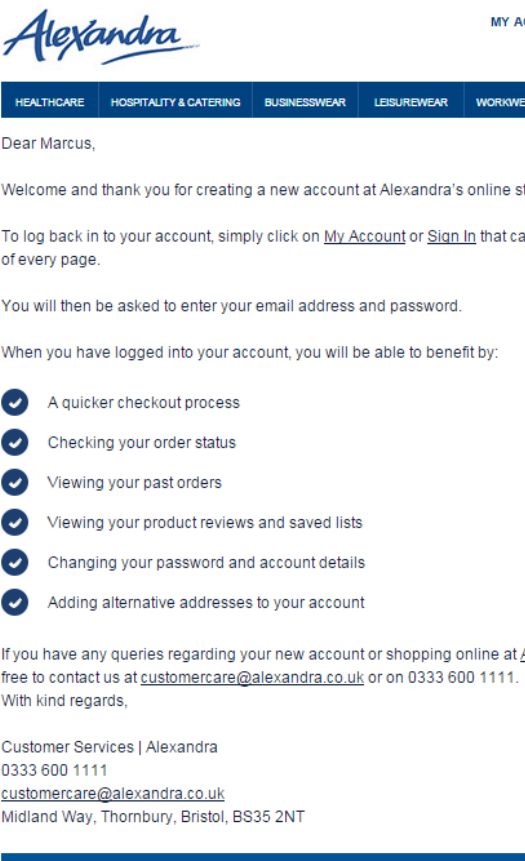 Alexandra
MY A
HEALTHCARE HOSPITALITY & CATERING BUSINESSWEAR LEISUREWEAR WORKWE
Dear Marcus,
Welcome and thank you for creating a new account at Alexandra's online st
To log back in to your account, simply click on My Account or Sign In that ca
of every page.
You will then be asked to enter your email address and password.
When you have logged into your account, you will be able to benefit by:
A quicker checkout process
Checking your order status
Viewing your past orders
Viewing your product reviews and saved lists
Changing your password and account details
Adding alternative addresses to your account
If you have any queries regarding your new account or shopping online at A
free to contact us at customercare@alexandra.co.uk or on 0333 600 1111.
With kind regards,
Customer Services | Alexandra
0333 600 1111
customercare@alexandra.co.uk
Midland Way, Thornbury, Bristol, BS35 2NT